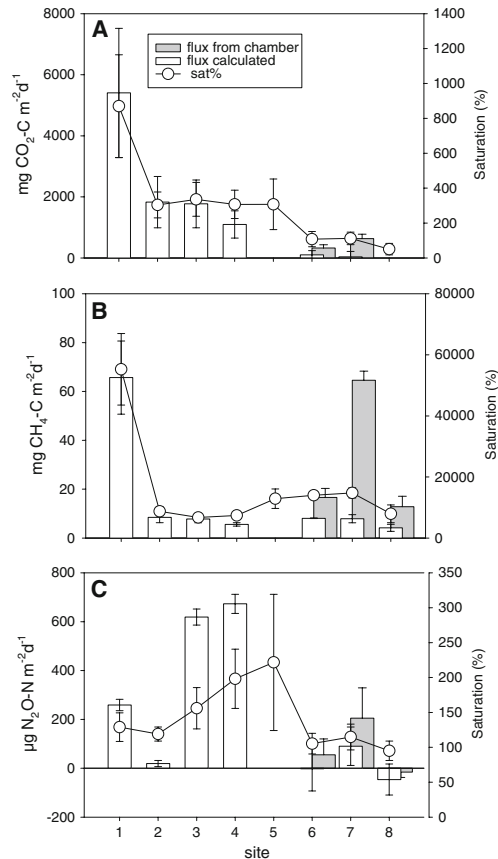 A
flux from chamber
flux calculated
sat%
8000
6000
4000
2000
0
mg CO2-C m-2d-1
1400
1200
1000
800
600
400
200
0
Saturation (%)
B
100
80
60
40
20
0
mg CH4-C m-2d-1
80000
60000
40000
20000
0
Saturation (%)
C
800
600
400
200
0
-200
µg N2O-N m-2d-1
350
300
250
200
150
100
50
0
Saturation (%)
1 2 3 4 5 6 7 8
site